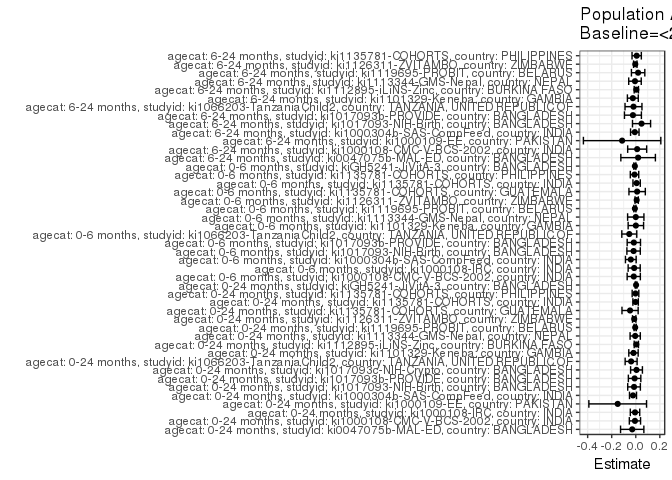 Population
Baseline=<2
agecat: 6-24 months, studyid: ki1135781-COHORTS, country: PHILIPPINES
agecat: 6-24 months, studyid: ki1126311-ZVITAMBO, country: ZIMBABWE
agecat: 6-24 months, studyid: ki1119695-PROBIT, country: BELARUS
agecat: 6-24 months, studyid: ki1113344-GMS-Nepal, country: NEPAL
agecat: 6-24 months, studyid: ki1112895-iLiNS-Zinc, country: BURKINA FASO
agecat: 6-24 months, studyid: ki1101329-Keneba, country: GAMBIA
agecat: 6-24 months, studyid: ki1066203-TanzaniaChild2, country: TANZANIA, UNITED REPUBLIC OF
agecat: 6-24 months, studyid: ki1017093b-PROVIDE, country: BANGLADESH
agecat: 6-24 months, studyid: ki1017093-NIH-Birth, country: BANGLADESH
agecat: 6-24 months, studyid: ki1000304b-SAS-CompFeed, country: INDIA
agecat: 6-24 months, studyid: ki1000109-EE, country: PAKISTAN
agecat: 6-24 months, studyid: ki1000108-CMC-V-BCS-2002, country: INDIA
agecat: 6-24 months, studyid: ki0047075b-MAL-ED, country: BANGLADESH
agecat: 0-6 months, studyid: kiGH5241-JiVitA-3, country: BANGLADESH
agecat: 0-6 months, studyid: ki1135781-COHORTS, country: PHILIPPINES
agecat: 0-6 months, studyid: ki1135781-COHORTS, country: INDIA
agecat: 0-6 months, studyid: ki1135781-COHORTS, country: GUATEMALA
agecat: 0-6 months, studyid: ki1126311-ZVITAMBO, country: ZIMBABWE
agecat: 0-6 months, studyid: ki1119695-PROBIT, country: BELARUS
agecat: 0-6 months, studyid: ki1113344-GMS-Nepal, country: NEPAL
agecat: 0-6 months, studyid: ki1101329-Keneba, country: GAMBIA
agecat: 0-6 months, studyid: ki1066203-TanzaniaChild2, country: TANZANIA, UNITED REPUBLIC OF
agecat: 0-6 months, studyid: ki1017093b-PROVIDE, country: BANGLADESH
agecat: 0-6 months, studyid: ki1017093-NIH-Birth, country: BANGLADESH
agecat: 0-6 months, studyid: ki1000304b-SAS-CompFeed, country: INDIA
agecat: 0-6 months, studyid: ki1000108-IRC, country: INDIA
agecat: 0-6 months, studyid: ki1000108-CMC-V-BCS-2002, country: INDIA
agecat: 0-24 months, studyid: kiGH5241-JiVitA-3, country: BANGLADESH
agecat: 0-24 months, studyid: ki1135781-COHORTS, country: PHILIPPINES
agecat: 0-24 months, studyid: ki1135781-COHORTS, country: INDIA
agecat: 0-24 months, studyid: ki1135781-COHORTS, country: GUATEMALA
agecat: 0-24 months, studyid: ki1126311-ZVITAMBO, country: ZIMBABWE
agecat: 0-24 months, studyid: ki1119695-PROBIT, country: BELARUS
agecat: 0-24 months, studyid: ki1113344-GMS-Nepal, country: NEPAL
agecat: 0-24 months, studyid: ki1112895-iLiNS-Zinc, country: BURKINA FASO
agecat: 0-24 months, studyid: ki1101329-Keneba, country: GAMBIA
agecat: 0-24 months, studyid: ki1066203-TanzaniaChild2, country: TANZANIA, UNITED REPUBLIC OF
agecat: 0-24 months, studyid: ki1017093c-NIH-Crypto, country: BANGLADESH
agecat: 0-24 months, studyid: ki1017093b-PROVIDE, country: BANGLADESH
agecat: 0-24 months, studyid: ki1017093-NIH-Birth, country: BANGLADESH
agecat: 0-24 months, studyid: ki1000304b-SAS-CompFeed, country: INDIA
agecat: 0-24 months, studyid: ki1000109-EE, country: PAKISTAN
agecat: 0-24 months, studyid: ki1000108-IRC, country: INDIA
agecat: 0-24 months, studyid: ki1000108-CMC-V-BCS-2002, country: INDIA
agecat: 0-24 months, studyid: ki0047075b-MAL-ED, country: BANGLADESH
-0.4 -0.2 0.0 0.2
Estimate